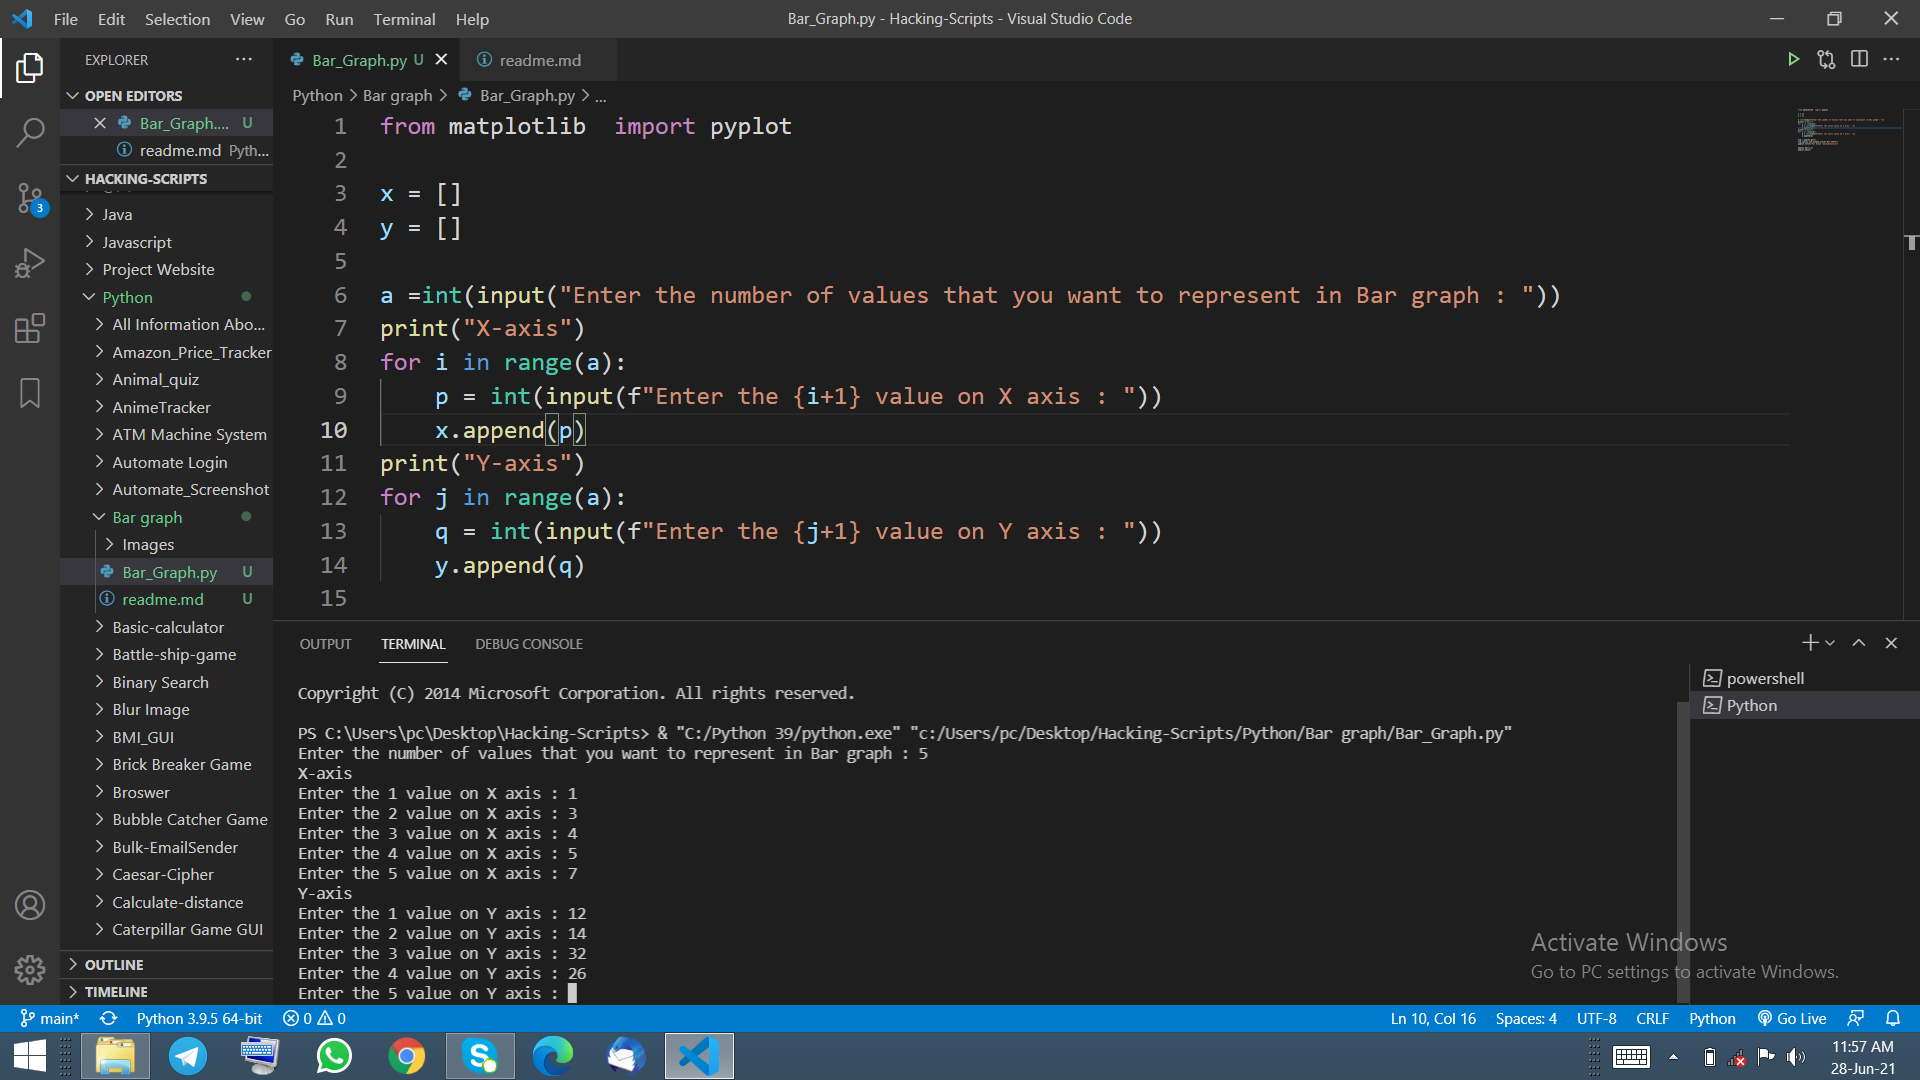 File Edit Selection View Go Run Terminal Help
Bar_Graph.py - Hacking-Scripts - Visual Studio Code
EXPLORER
OPEN EDITORS
Bar_Graph.... U
readme.md Pyth...
HACKING-SCRIPTS
Java
Javascript
Project Website
Python
All Information Abo...
Amazon_Price_Tracker
Animal_quiz
AnimeTracker
ATM Machine System
Automate Login
Automate_Screenshot
Bar graph
Images
Bar_Graph.py U
readme.md U
Basic-calculator
Battle-ship-game
Binary Search
Blur Image
BMI_GUI
Brick Breaker Game
Broswer
Bubble Catcher Game
Bulk-EmailSender
Caesar-Cipher
Calculate-distance
Caterpillar Game GUI
OUTLINE
TIMELINE
3
Bar_Graph.py U
readme.md
Python > Bar graph > Bar_Graph.py > ...
1 from matplotlib  import pyplot
2
3 x = []
4 y = []
5
6 a =int(input("Enter the number of values that you want to represent in Bar graph : "))
7 print("X-axis")
8 for i in range(a):
9     p = int(input(f"Enter the {i+1} value on X axis : "))
10     x.append(p)
11 print("Y-axis")
12 for j in range(a):
13     q = int(input(f"Enter the {j+1} value on Y axis : "))
14     y.append(q)
15
OUTPUT TERMINAL DEBUG CONSOLE
Copyright (C) 2014 Microsoft Corporation. All rights reserved.
PS C:\Users\pc\Desktop\Hacking-Scripts> & "C:/Python 39/python.exe" "c:/Users/pc/Desktop/Hacking-Scripts/Python/Bar graph/Bar_Graph.py"
Enter the number of values that you want to represent in Bar graph : 5
X-axis
Enter the 1 value on X axis : 1
Enter the 2 value on X axis : 3
Enter the 3 value on X axis : 4
Enter the 4 value on X axis : 5
Enter the 5 value on X axis : 7
Y-axis
Enter the 1 value on Y axis : 12
Enter the 2 value on Y axis : 14
Enter the 3 value on Y axis : 32
Enter the 4 value on Y axis : 26
Enter the 5 value on Y axis :
powershell
Python
Activate Windows
Go to PC settings to activate Windows.
main* Python 3.9.5 64-bit 0 0
Ln 10, Col 16 Spaces: 4 UTF-8 CRLF Python Go Live
11:57 AM
28-Jun-21